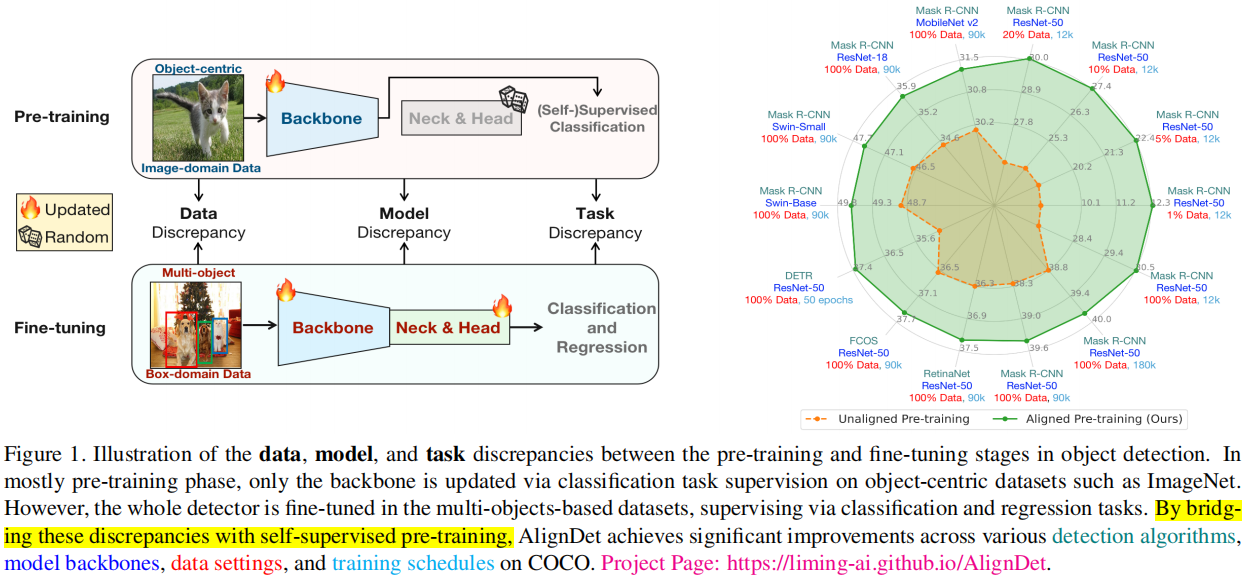 Pre-training
Object-centric
Image-domain Data
Backbone
Neck & Head
(Self-)Supervised
Classification
Updated
Random
Data
Discrepancy
Model
Discrepancy
Task
Discrepancy
Fine-tuning
Multi-object
Box-domain Data
Backbone
Neck & Head
Classification
and
Regression
Mask R-CNN
MobileNet v2
100% Data, 90k
31.5
30.8
30.2
Mask R-CNN
ResNet-50
20% Data, 12k
30.0
28.9
27.8
Mask R-CNN
ResNet-50
10% Data, 12k
27.4
25.3
Mask R-CNN
ResNet-50
5% Data, 12k
22.4
21.3
20.2
Mask R-CNN
ResNet-50
1% Data, 12k
12.3
11.2
10.1
Mask R-CNN
ResNet-50
100% Data, 12k
30.5
29.4
28.4
Mask R-CNN
ResNet-50
100% Data, 180k
40.0
39.4
38.8
Mask R-CNN
ResNet-50
100% Data, 90k
39.6
39.0
38.3
RetinaNet
ResNet-50
100% Data, 90k
37.5
36.9
36.3
FCOS
ResNet-50
100% Data, 90k
37.7
37.1
36.5
DETR
ResNet-50
100% Data, 50 epochs
37.4
36.5
35.6
Mask R-CNN
Swin-Base
100% Data, 90k
49.3
48.7
Mask R-CNN
Swin-Small
100% Data, 90k
47.7
47.1
46.5
Mask R-CNN
ResNet-18
100% Data, 90k
35.9
35.2
34.6
Unaligned Pre-training
Aligned Pre-training (Ours)
Figure 1. Illustration of the data, model, and task discrepancies between the pre-training and fine-tuning stages in object detection. In
mostly pre-training phase, only the backbone is updated via classification task supervision on object-centric datasets such as ImageNet.
However, the whole detector is fine-tuned in the multi-objects-based datasets, supervising via classification and regression tasks. By bridg-
ing these discrepancies with self-supervised pre-training, AlignDet achieves significant improvements across various detection algorithms,
model backbones, data settings, and training schedules on COCO. Project Page: https://liming-ai.github.io/AlignDet.